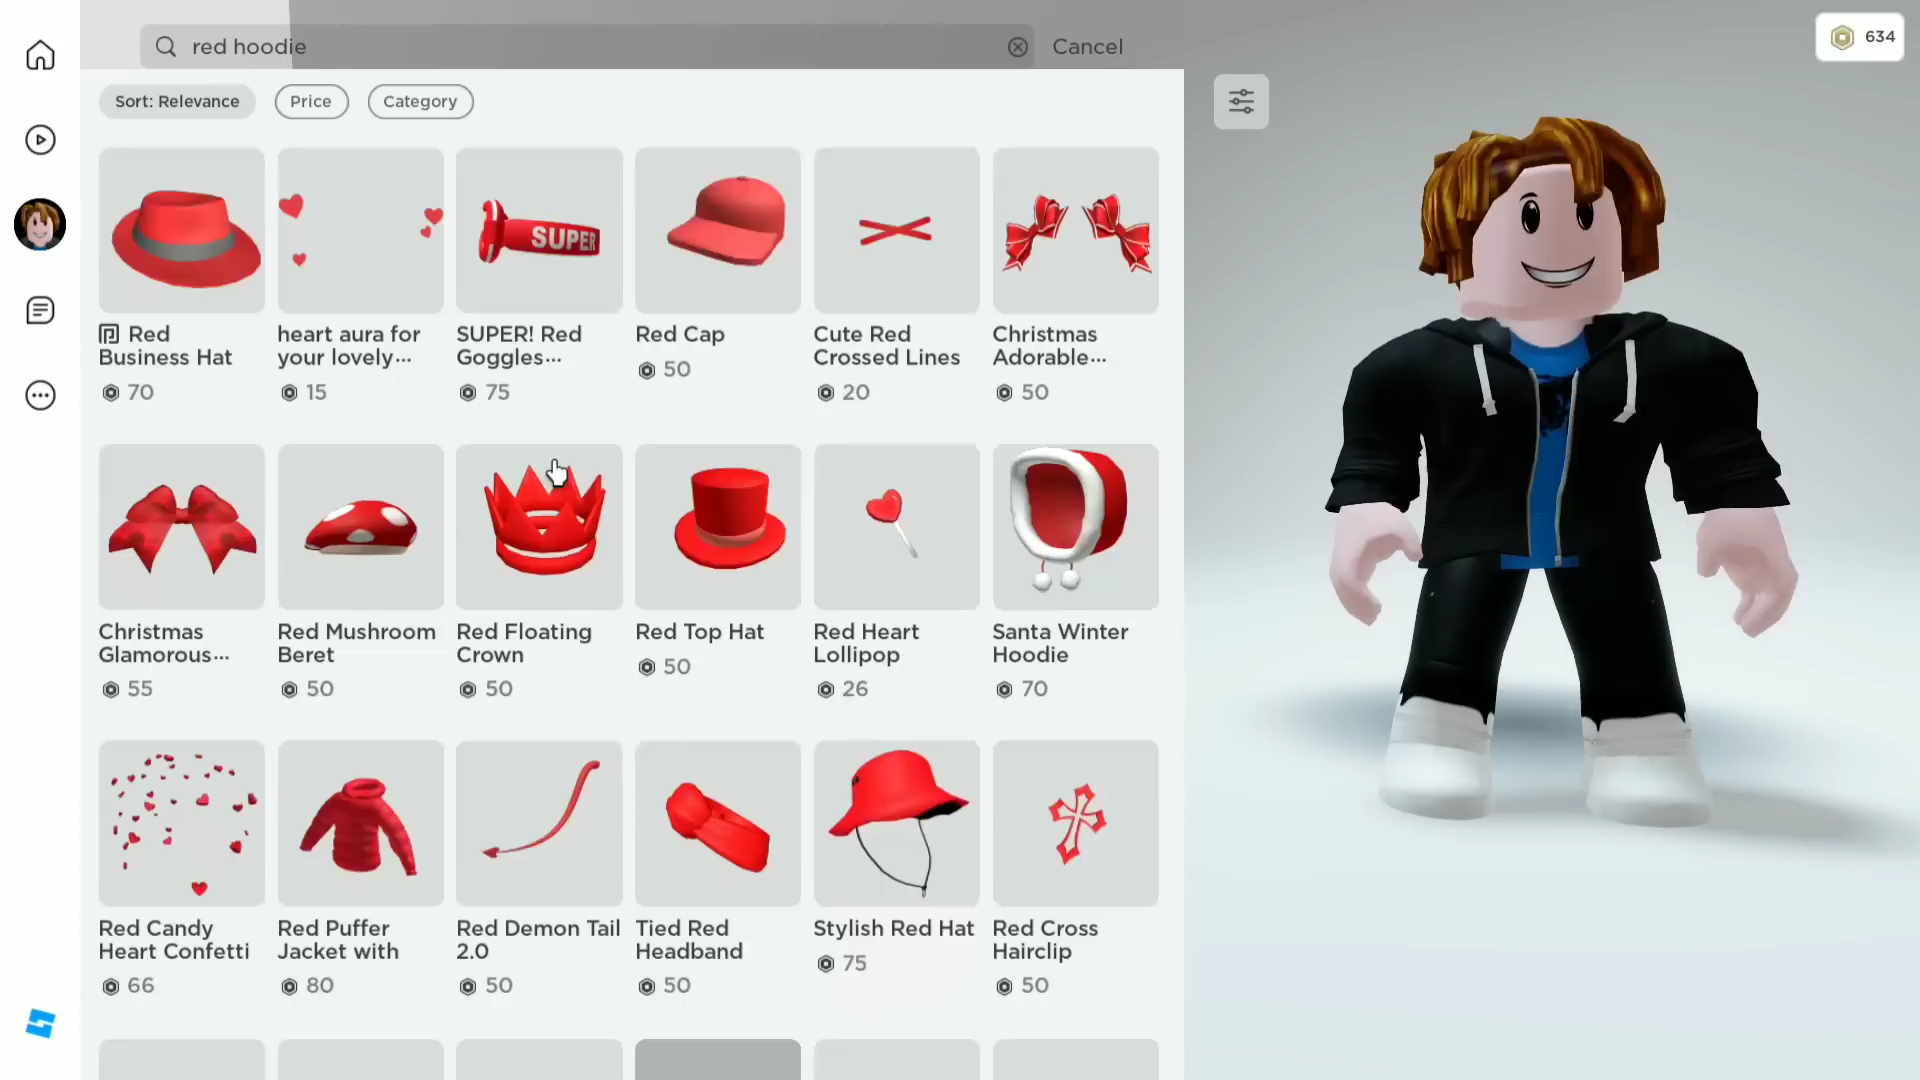 red hoodie
Cancel
634
Sort: Relevance
Price
Category
Red
Business Hat
70
heart aura for
your lovely...
15
SUPER
SUPER! Red
Goggles...
75
Red Cap
50
Cute Red
Crossed Lines
20
Christmas
Adorable...
50
Christmas
Glamorous...
55
Red Mushroom
Beret
50
Red Floating
Crown
50
Red Top Hat
50
Red Heart
Lollipop
26
Santa Winter
Hoodie
70
Red Candy
Heart Confetti
66
Red Puffer
Jacket with
80
Red Demon Tail
2.0
50
Tied Red
Headband
50
Stylish Red Hat
75
Red Cross
Hairclip
50